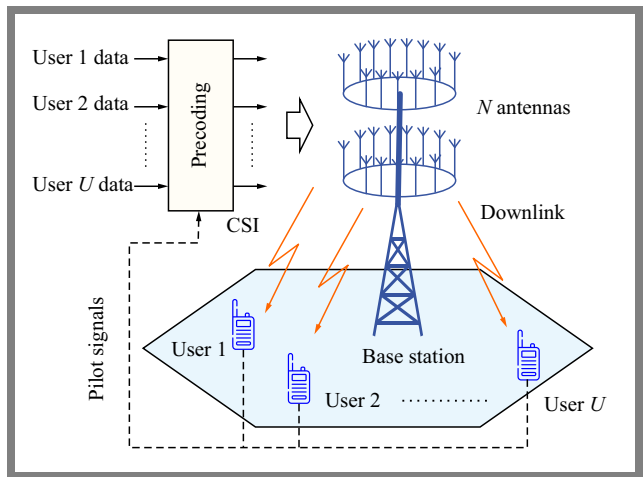 User 1 data
User 2 data
User U data
Precoding
CSI
N antennas
Downlink
Pilot signals
User 1
Base station
User 2
User U